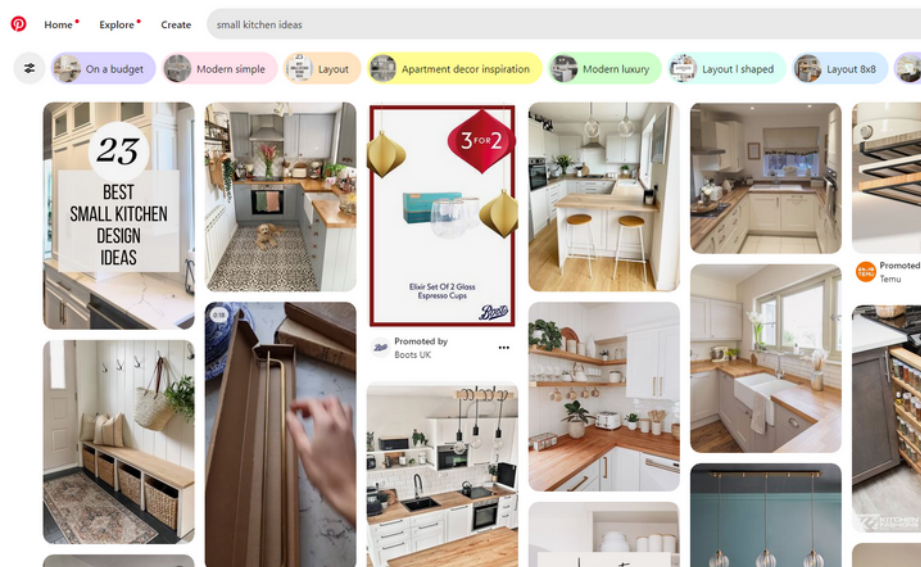 Home
Explore
Create
small kitchen ideas
On a budget
Modern simple
Layout
Apartment decor inspiration
Modern luxury
Layout l shaped
Layout 8x8
23
BEST
SMALL KITCHEN
DESIGN
IDEAS
0:18
3 FOR 2
Elixir Set Of 2 Glass
Espresso Cups
Boots
Promoted by
Boots UK
Promoted
Temu
KITCHEN